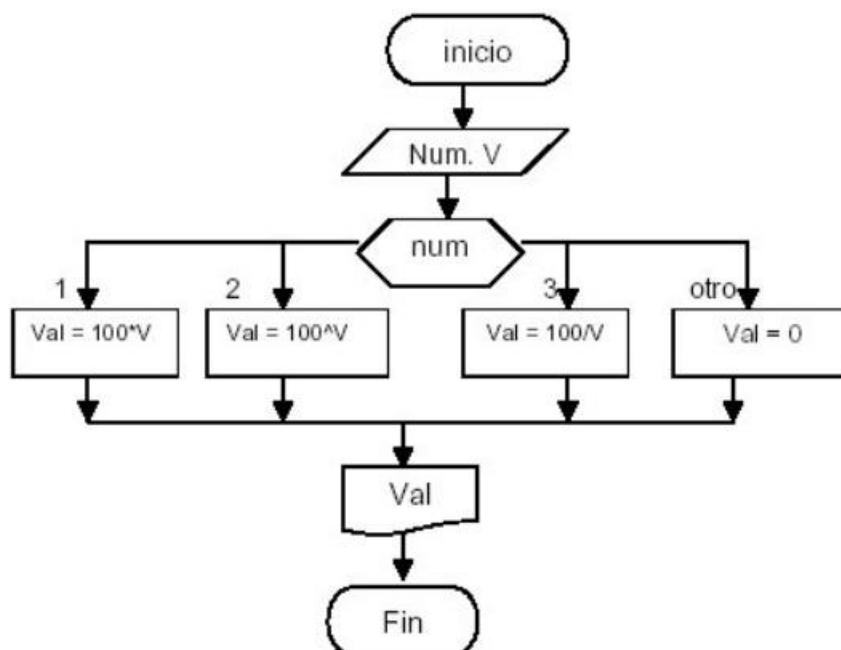 inicio
Num. V
num
1
2
3
otro
Val = 100*V
Val = 100^V
Val = 100/V
Val = 0
Val
Fin